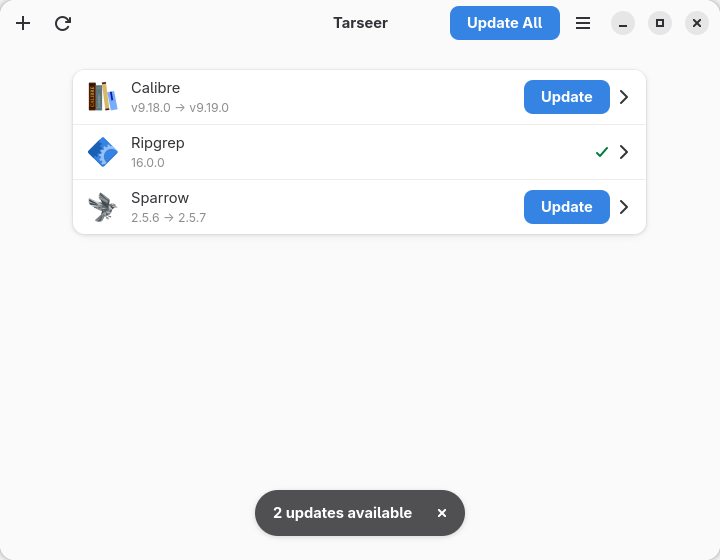 Tarseer
Update All
Calibre
v9.18.0 → v9.19.0
Update
Ripgrep
16.0.0
Sparrow
2.5.6 → 2.5.7
Update
2 updates available